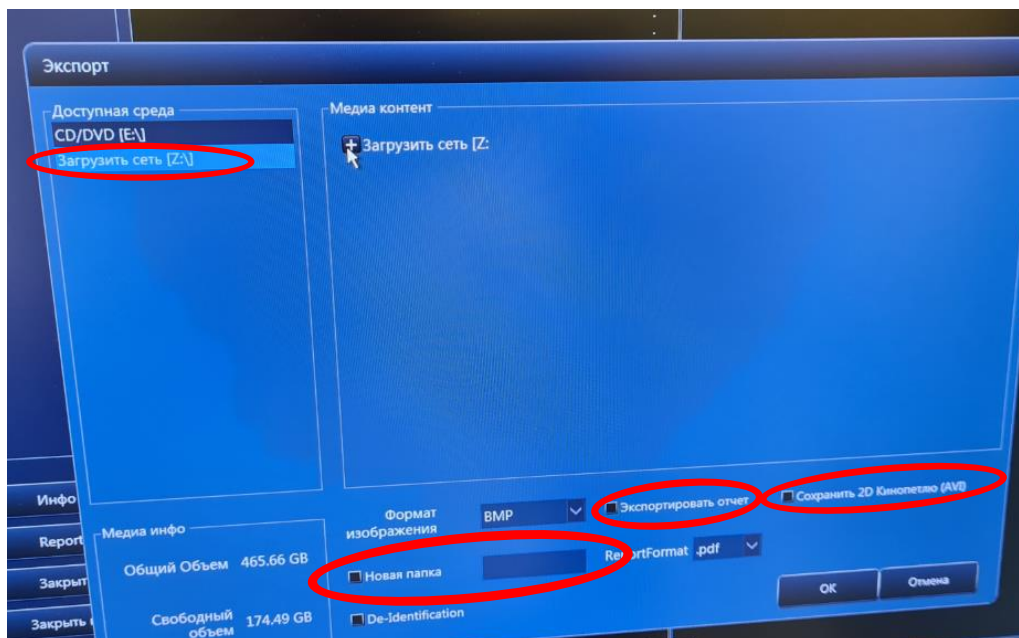 Экспорт
Доступная среда
CD/DVD [E:\]
Загрузить сеть [Z:\]
Медиа контент
Загрузить сеть [Z:
Инфо
Report
Закрыт
Закрыть
Медиа инфо
Общий Объем 465.66 GB
Свободный объем 174.49 GB
Формат изображения BMP
Экспортировать отчет
Сохранить 2D Кинопетлю (AVI)
Новая папка
ReportFormat .pdf
De-Identification
OK
Отмена